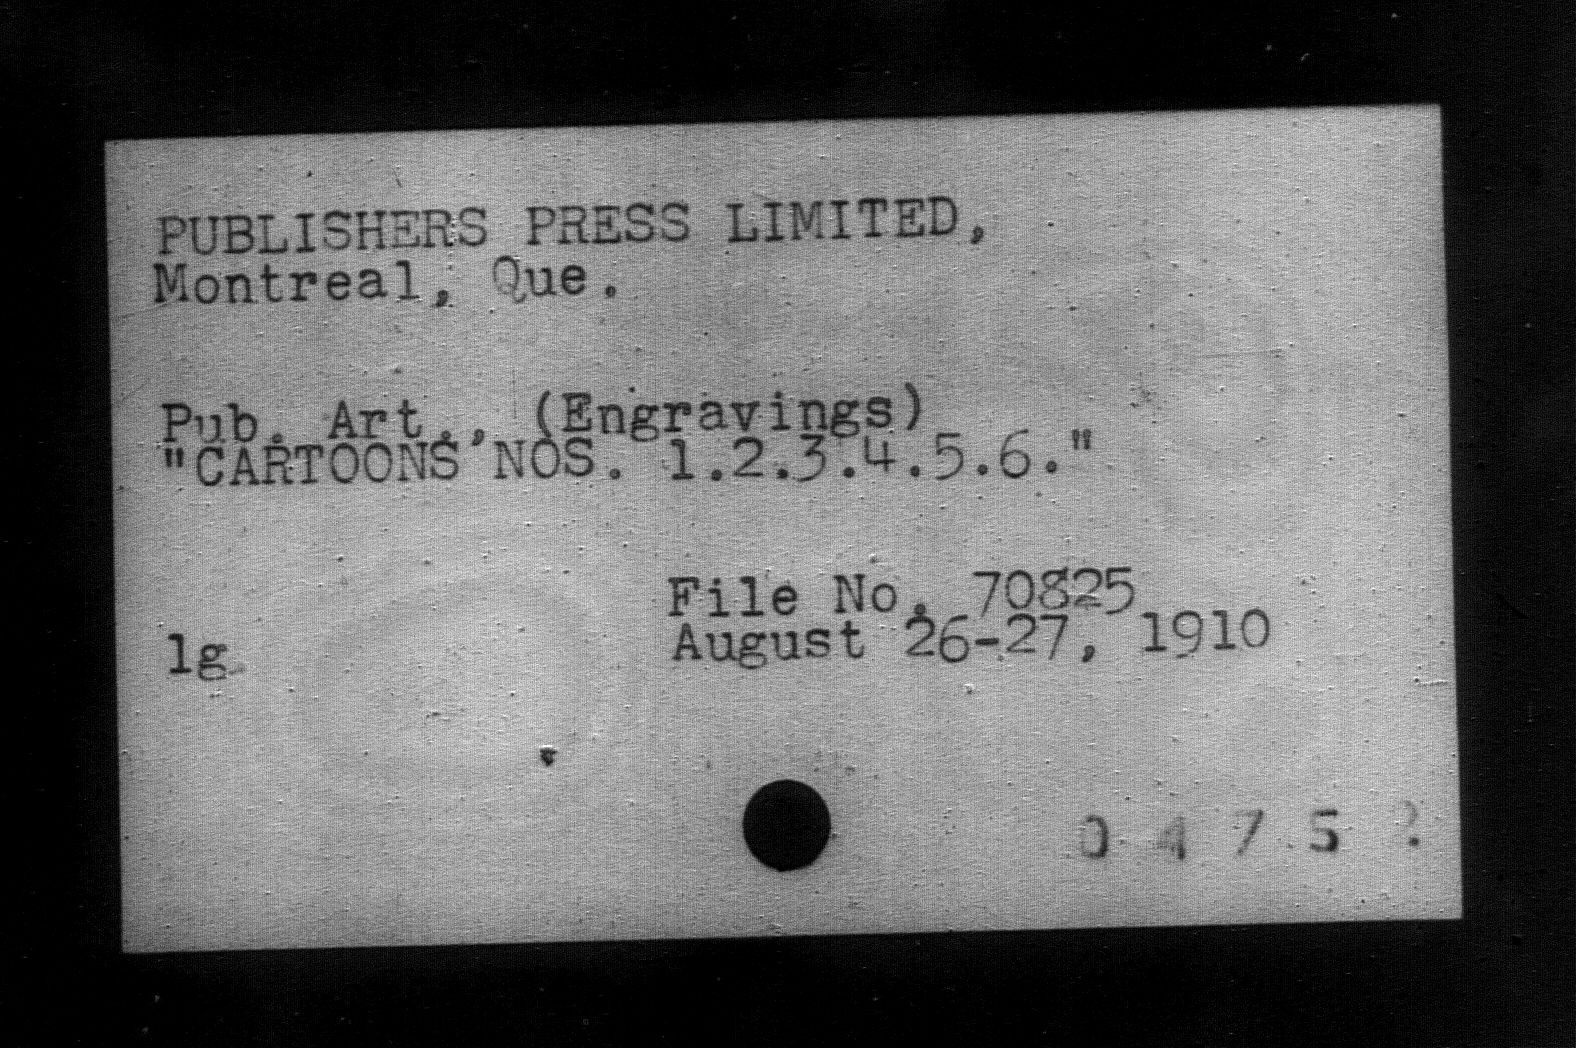 PUBLISHERS PRESS LIMITED,
Montreal, Que.
Pub. Art., (Engravings)
"CARTOONS NOS. 1.2.3.4.5.6."
File No. 70825
August 26-27, 1910
lg